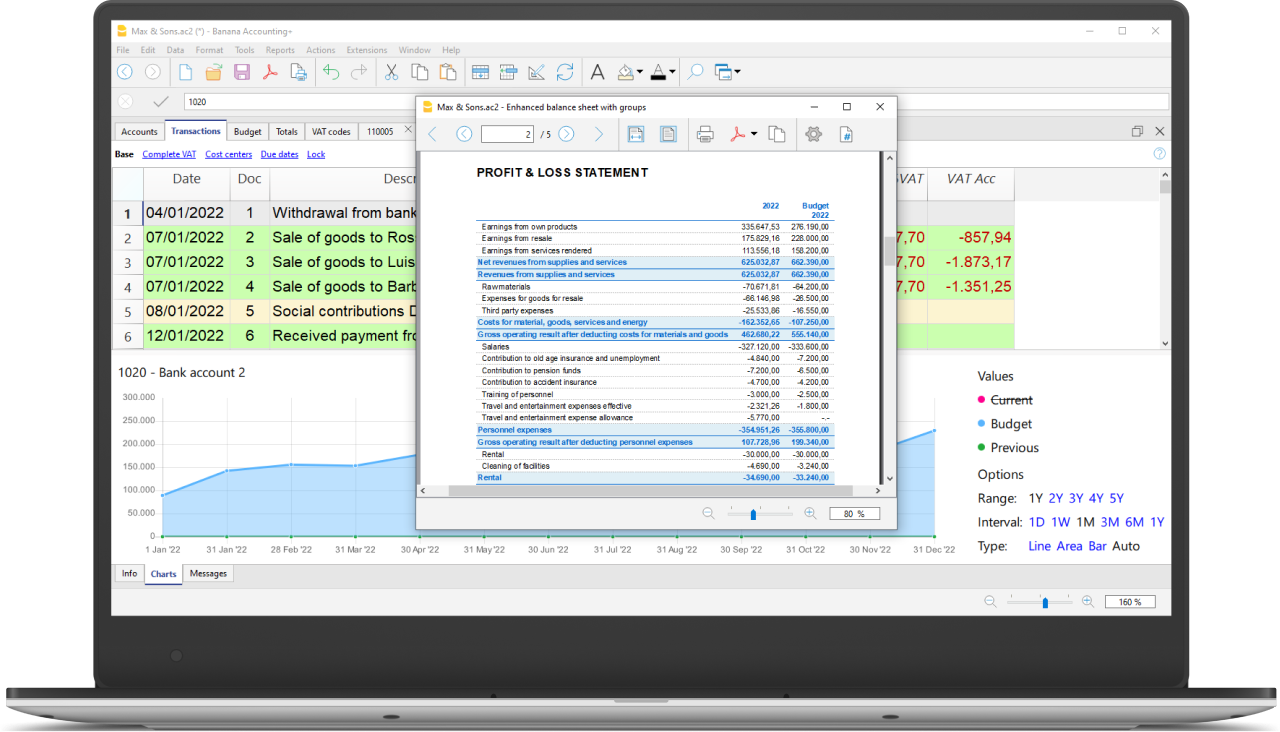 Max & Sons.ac2 (*) - Banana Accounting+
File Edit Data Format Tools Reports Actions Extensions Window Help
1020
Accounts Transactions Budget Totals VAT codes 110005
Base Complete VAT Cost centers Due dates Lock
Date Doc Descr VAT VAT Acc
1 04/01/2022 1 Withdrawal from bank
2 07/01/2022 2 Sale of goods to Ros 7,70 -857,94
3 07/01/2022 3 Sale of goods to Luis 7,70 -1.873,17
4 07/01/2022 4 Sale of goods to Barb 7,70 -1.351,25
5 08/01/2022 5 Social contributions D
6 12/01/2022 6 Received payment fro
Max & Sons.ac2 - Enhanced balance sheet with groups
2 / 5
PROFIT & LOSS STATEMENT
2022 Budget
2022
Earnings from own products 335.647,53 276.190,00
Earnings from resale 175.829,16 228.000,00
Earnings from services rendered 113.556,18 158.200,00
Net revenues from supplies and services 625.032,87 662.390,00
Revenues from supplies and services 625.032,87 662.390,00
Raw materials -70.671,81 -64.200,00
Expenses for goods for resale -66.146,98 -26.500,00
Third party expenses -25.533,86 -16.550,00
Costs for material, goods, services and energy -162.352,65 -107.250,00
Gross operating result after deducting costs for materials and goods 462.680,22 555.140,00
Salaries -327.120,00 -333.600,00
Contribution to old age insurance and unemployment -4.840,00 -7.200,00
Contribution to pension funds -7.200,00 -6.500,00
Contribution to accident insurance -4.700,00 -4.200,00
Training of personnel -3.000,00 -2.500,00
Travel and entertainment expenses effective -2.321,26 -1.800,00
Travel and entertainment expense allowance -5.770,00 -.-
Personnel expenses -354.951,26 -355.800,00
Gross operating result after deducting personnel expenses 107.728,96 199.340,00
Rental -30.000,00 -30.000,00
Cleaning of facilities -4.690,00 -3.240,00
Rental -34.690,00 -33.240,00
80 %
1020 - Bank account 2
300.000
250.000
200.000
150.000
100.000
50.000
0
1 Jan '22 31 Jan '22 28 Feb '22 31 Mar '22 30 Apr '22 31 May '22 30 Jun '22 31 Jul '22 31 Aug '22 30 Sep '22 31 Oct '22 30 Nov '22 31 Dec '22
Values
Current
Budget
Previous
Options
Range: 1Y 2Y 3Y 4Y 5Y
Interval: 1D 1W 1M 3M 6M 1Y
Type: Line Area Bar Auto
Info Charts Messages
160 %